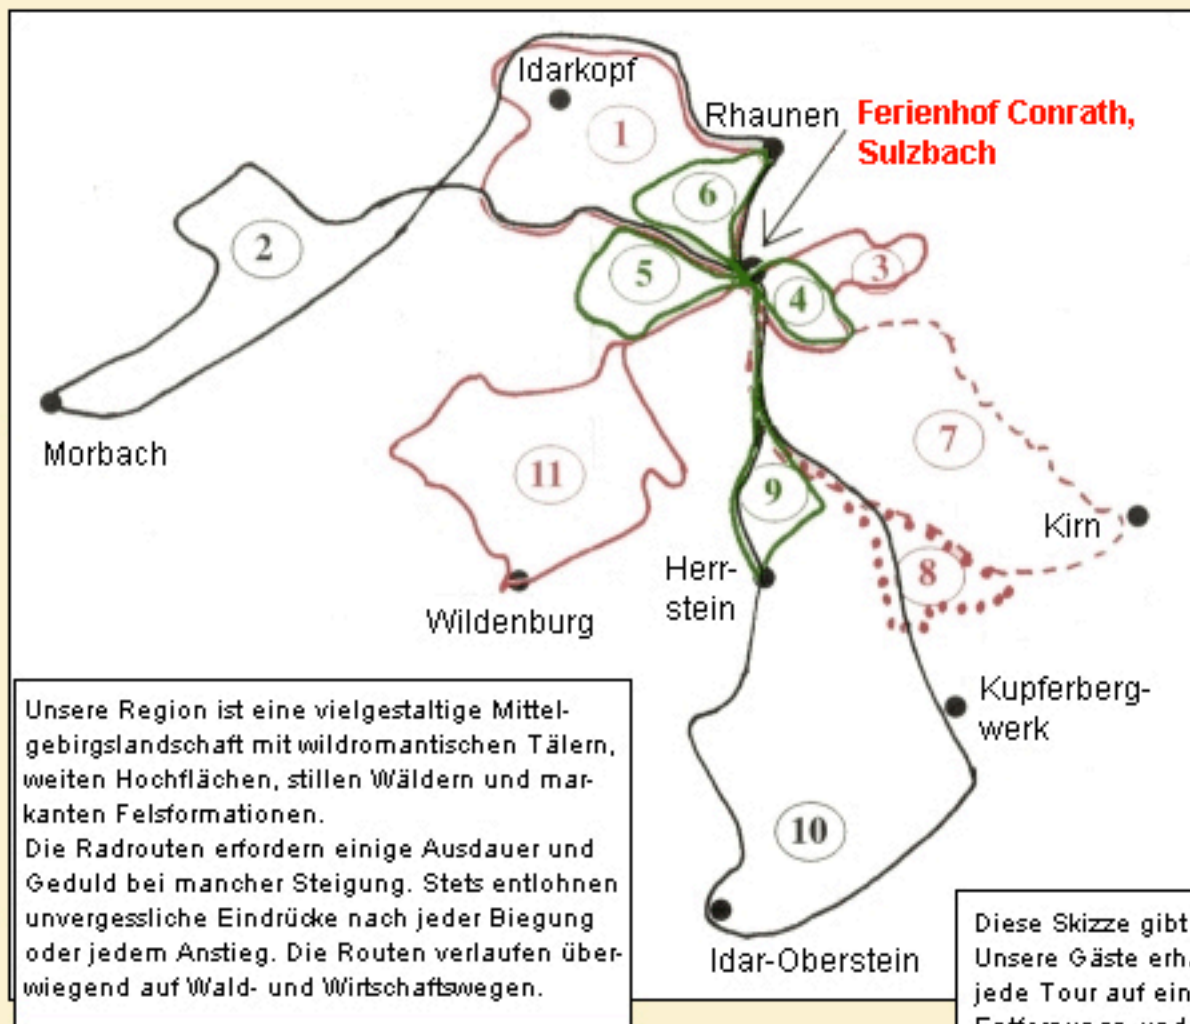 Idarkopf
Rhaunen
Ferienhof Conrath,
Sulzbach
1
6
2
5
3
4
Morbach
7
11
9
Kirn
8
Herr-
stein
Wildenburg
Kupferberg-
werk
10
Idar-Oberstein
Unsere Region ist eine vielgestaltige Mittel-
gebirgslandschaft mit wildromantischen Tälern,
weiten Hochflächen, stillen Wäldern und mar-
kanten Felsformationen.
Die Radrouten erfordern einige Ausdauer und
Geduld bei mancher Steigung. Stets entlohnen
unvergessliche Eindrücke nach jeder Biegung
oder jedem Anstieg. Die Routen verlaufen über-
wiegend auf Wald- und Wirtschaftswegen.
Diese Skizze gibt
Unsere Gäste erh
jede Tour auf ein